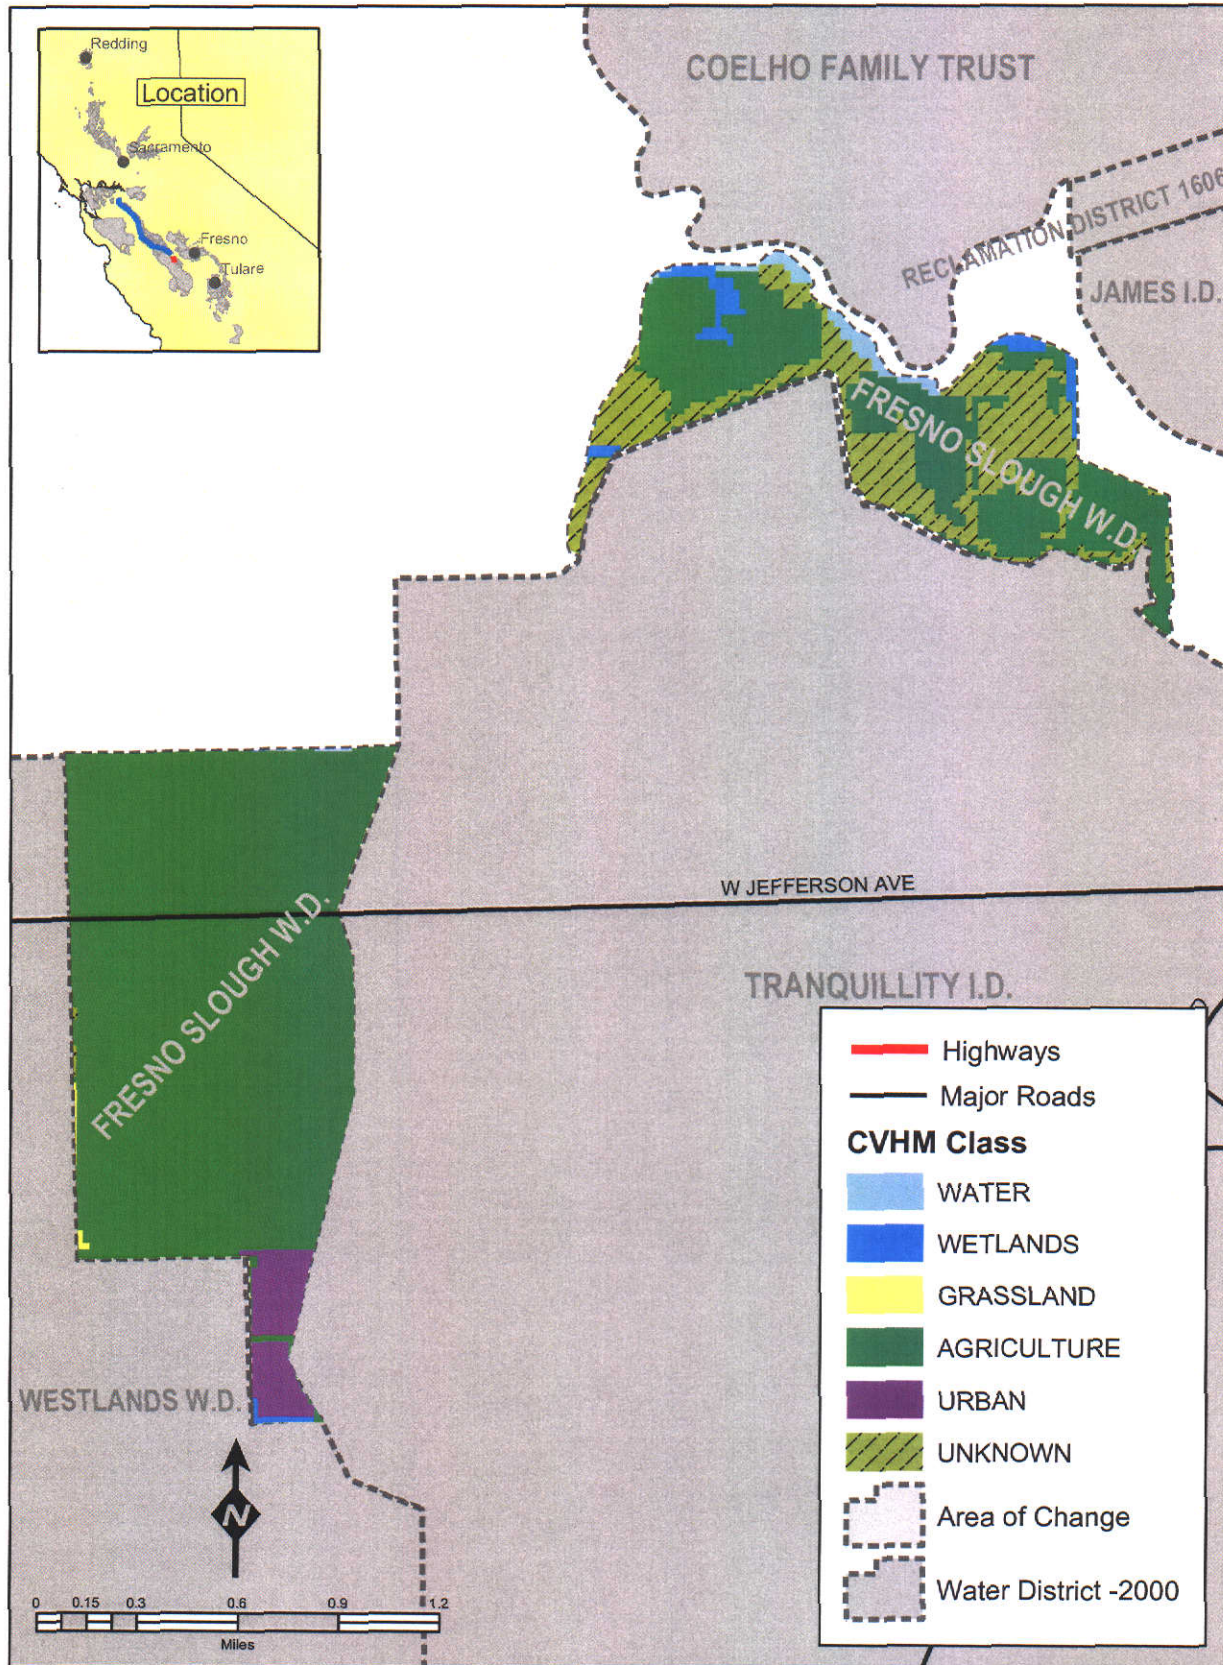 Redding
Location
Sacramento
Fresno
Tulare
COELHO FAMILY TRUST
RECLAMATION DISTRICT 1606
JAMES I.D.
FRESNO SLOUGH W.D.
W JEFFERSON AVE
FRESNO SLOUGH W.D.
TRANQUILLITY I.D.
WESTLANDS W.D.
Highways
Major Roads
CVHM Class
WATER
WETLANDS
GRASSLAND
AGRICULTURE
URBAN
UNKNOWN
Area of Change
Water District -2000
N
0 0.15 0.3 0.6 0.9 1.2
Miles